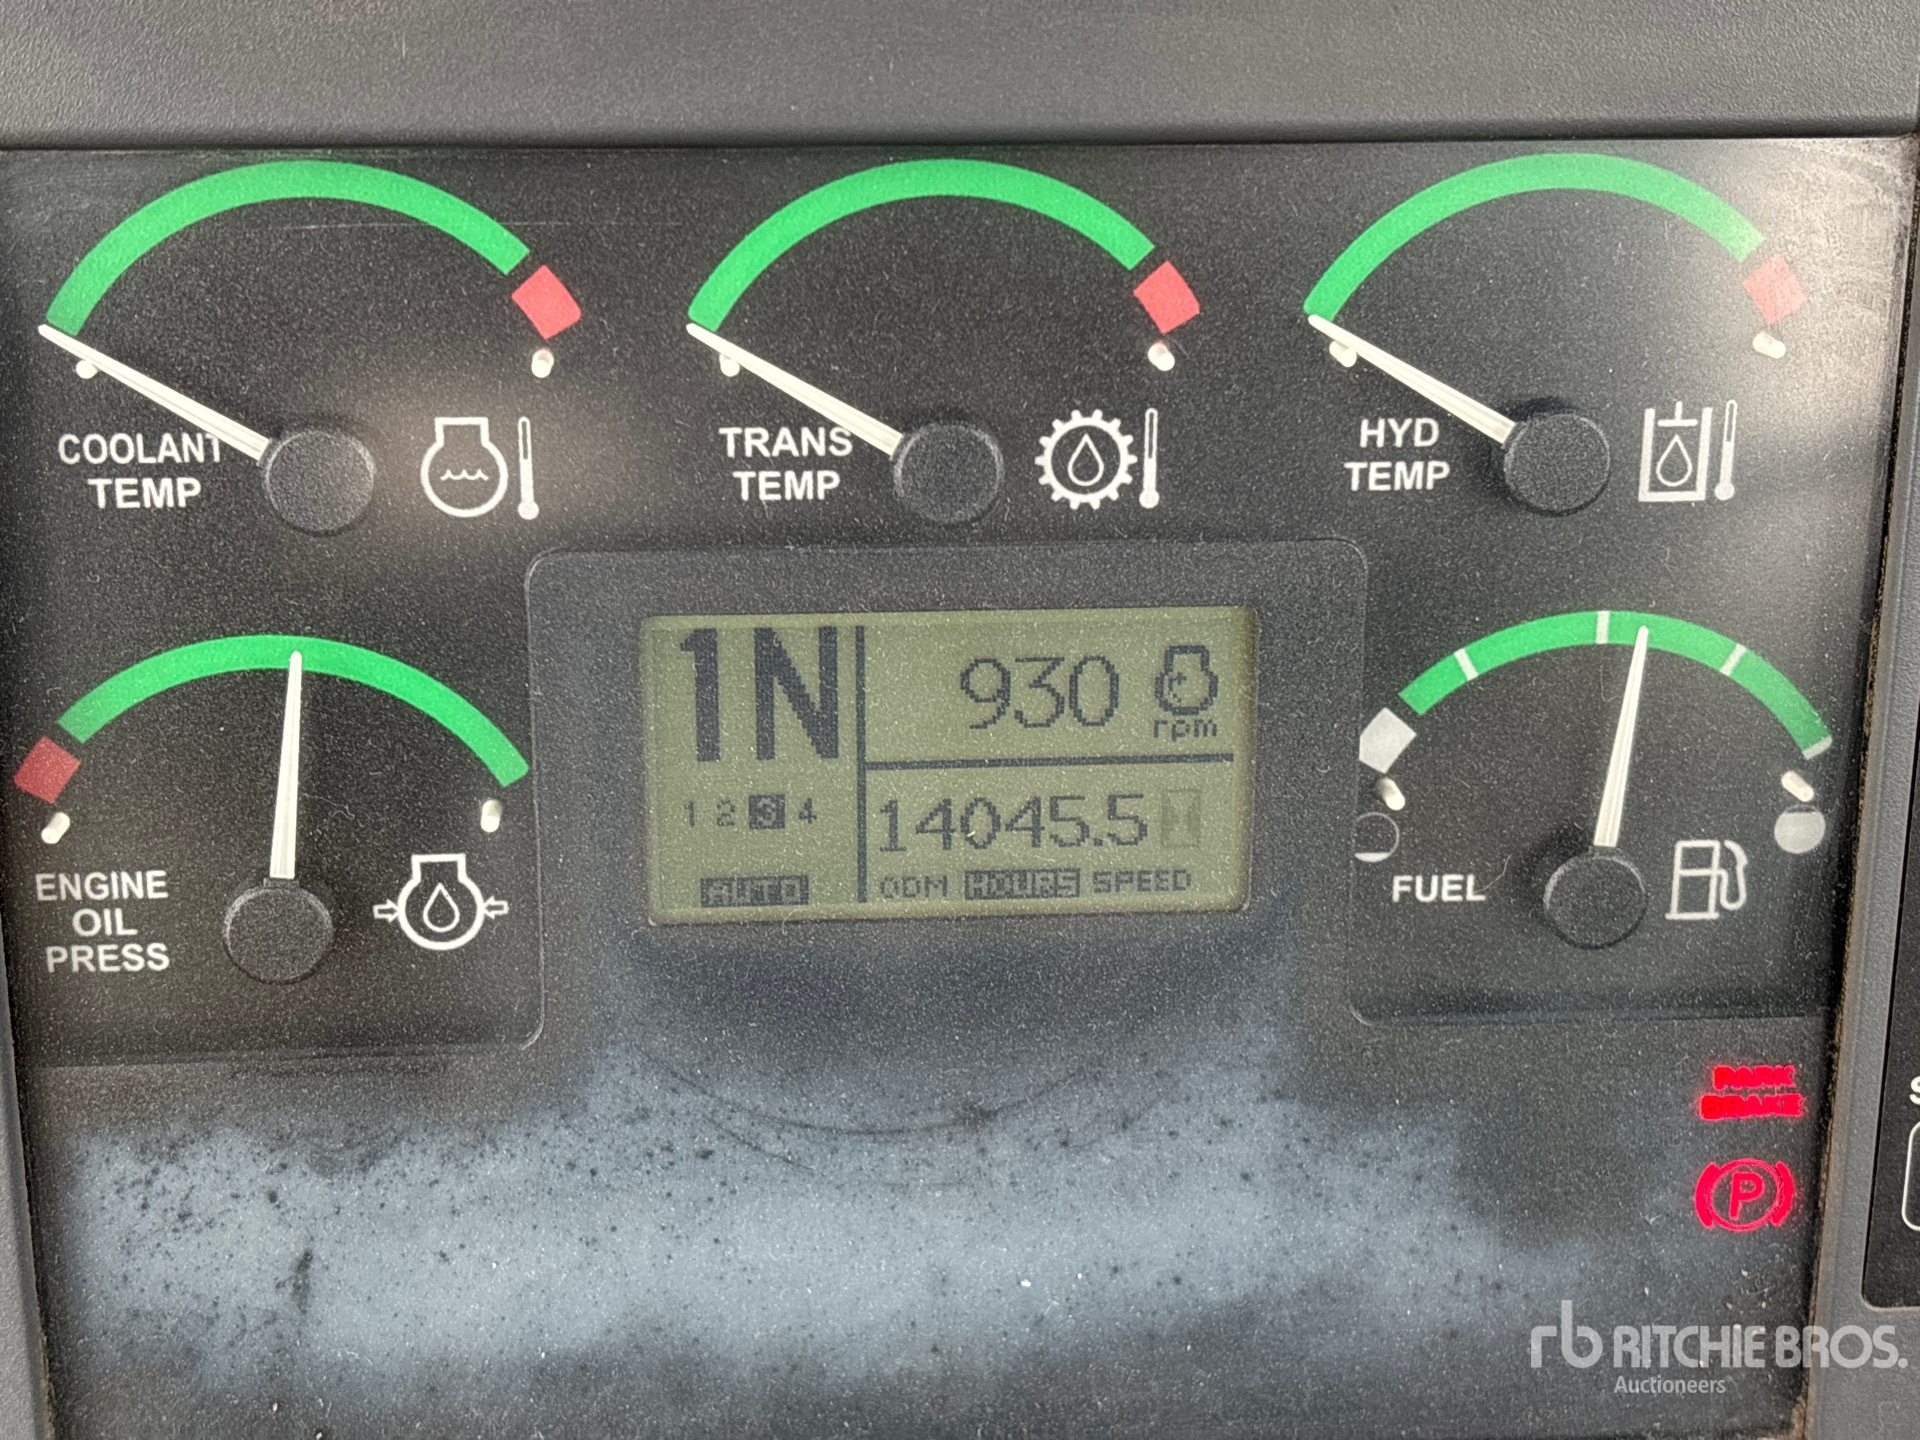 COOLANT
TEMP
TRANS
TEMP
HYD
TEMP
ENGINE
OIL
PRESS
1N
930
rpm
1 2 3 4
14045.5
AUTO
ODM HOURS SPEED
FUEL
PARK
BRAKE
P
S
rb RITCHIE BROS.
Auctioneers